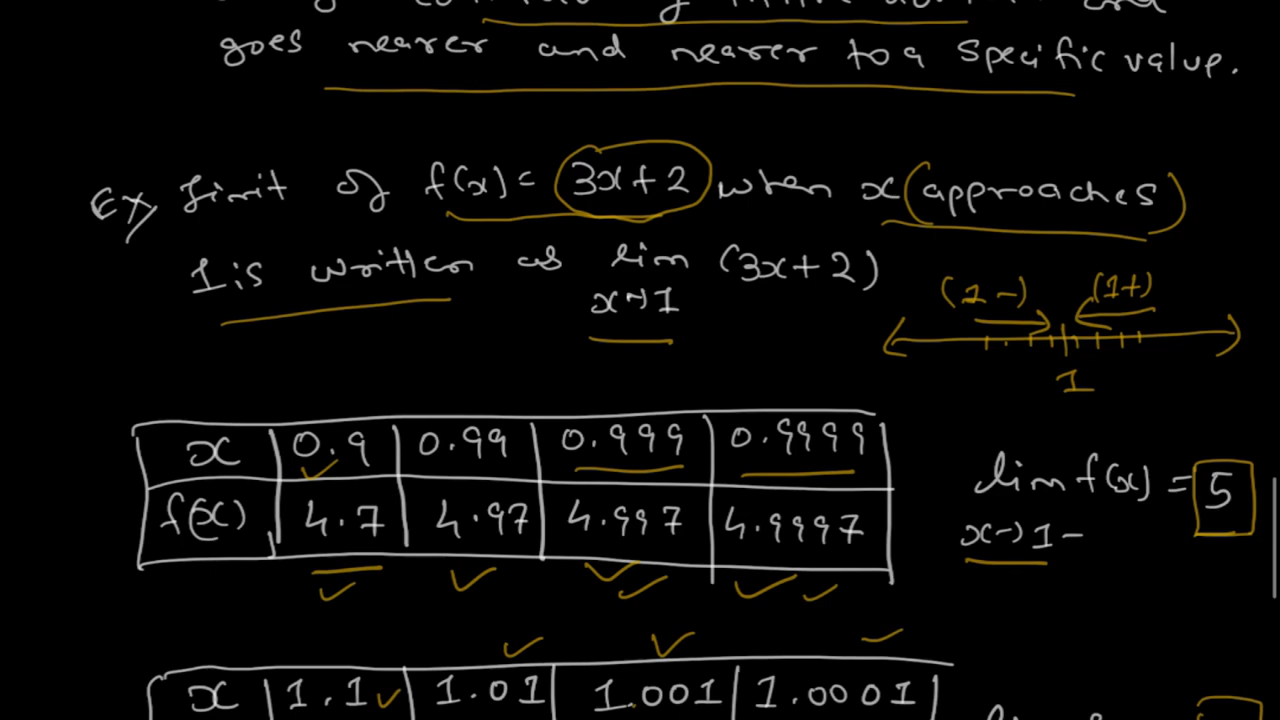 goes nearer and nearer to a specific value.
Ex, Limit of f(x) = 3x+2 when x approaches
1 is written as lim (3x+2)
x→1
(1-) (1+)
1
x 0.9 0.99 0.999 0.9999
f(x) 4.7 4.97 4.997 4.9997
lim f(x) = 5
x→1-
x 1.1 1.01 1.001 1.0001